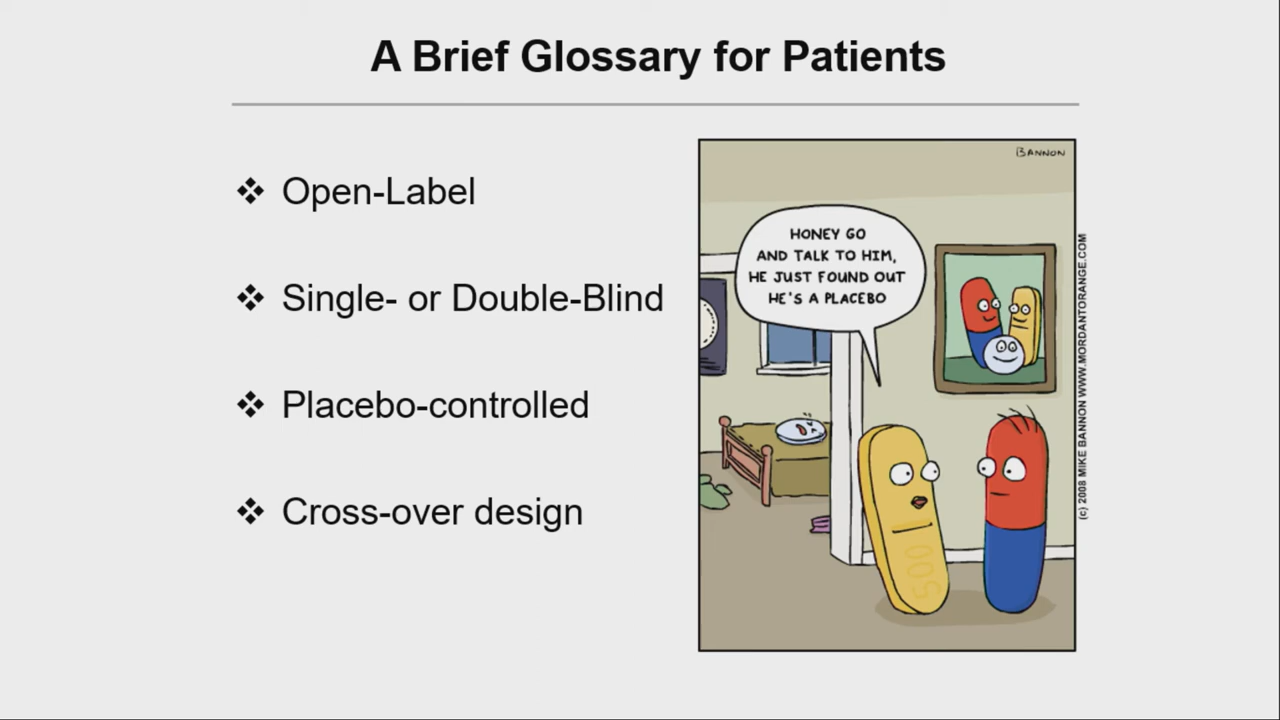 A Brief Glossary for Patients
❖ Open-Label
❖ Single- or Double-Blind
❖ Placebo-controlled
❖ Cross-over design
BANNON
HONEY GO
AND TALK TO HIM,
HE JUST FOUND OUT
HE'S A PLACEBO
500
(c) 2008 MIKE BANNON WWW.MORDANTORANGE.COM